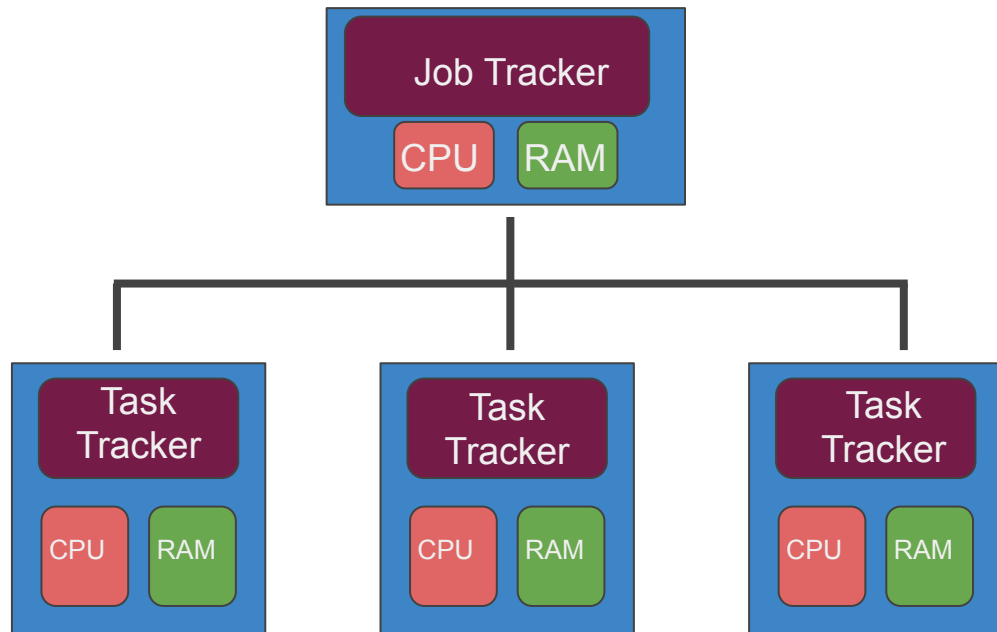 Job Tracker
CPU RAM
Task
Tracker
CPU RAM
Task
Tracker
CPU RAM
Task
Tracker
CPU RAM